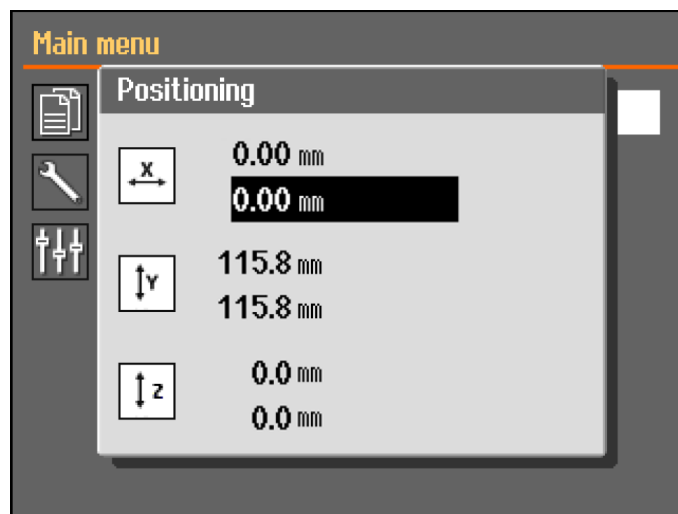 Main menu
Positioning
X
0.00 mm
0.00 mm
Y
115.8 mm
115.8 mm
Z
0.0 mm
0.0 mm